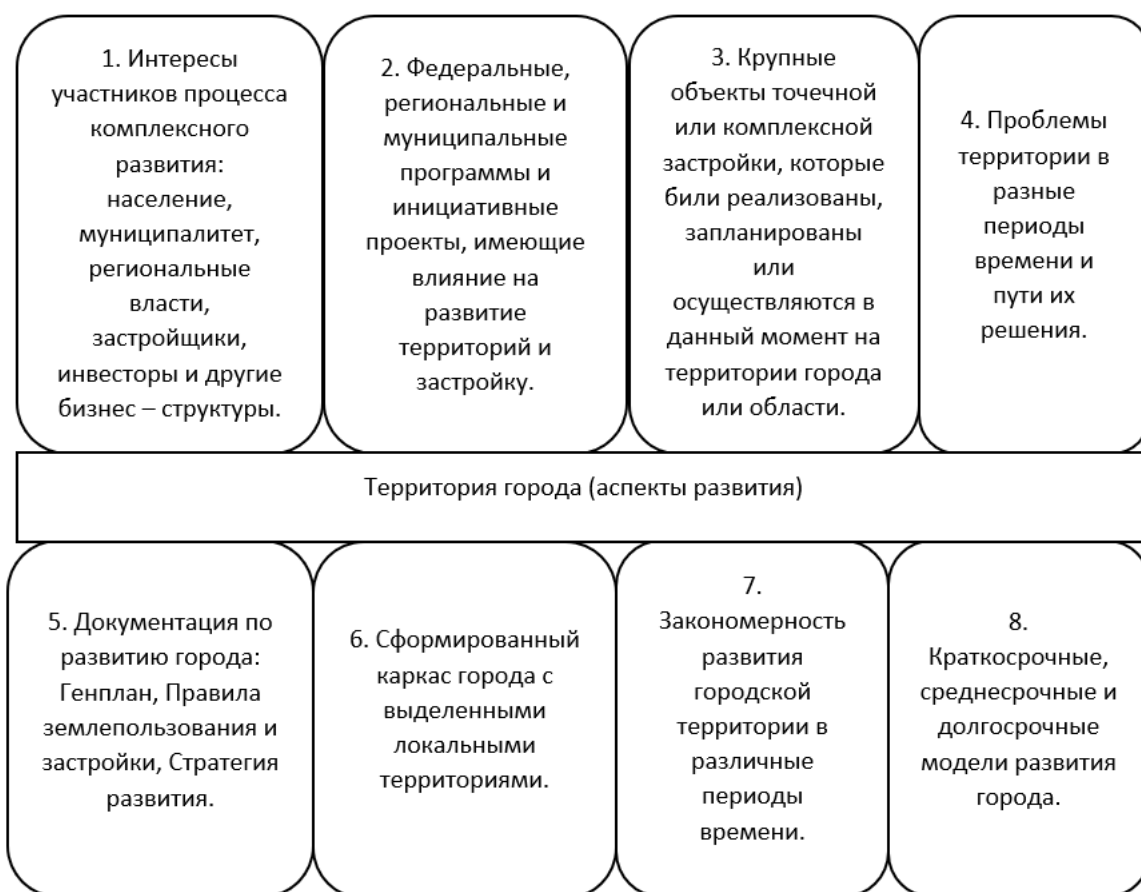 1. Интересы
участников процесса
комплексного
развития:
население,
муниципалитет,
региональные
власти,
застройщики,
инвесторы и другие
бизнес – структуры.
2. Федеральные,
региональные и
муниципальные
программы и
инициативные
проекты, имеющие
влияние на
развитие
территорий и
застройку.
3. Крупные
объекты точечной
или комплексной
застройки, которые
били реализованы,
запланированы
или
осуществляются в
данный момент на
территории города
или области.
4. Проблемы
территории в
разные
периоды
времени и
пути их
решения.
Территория города (аспекты развития)
5. Документация по
развитию города:
Генплан, Правила
землепользования и
застройки, Стратегия
развития.
6. Сформированный
каркас города с
выделенными
локальными
территориями.
7.
Закономерность
развития
городской
территории в
различные
периоды
времени.
8.
Краткосрочные,
среднесрочные и
долгосрочные
модели развития
города.